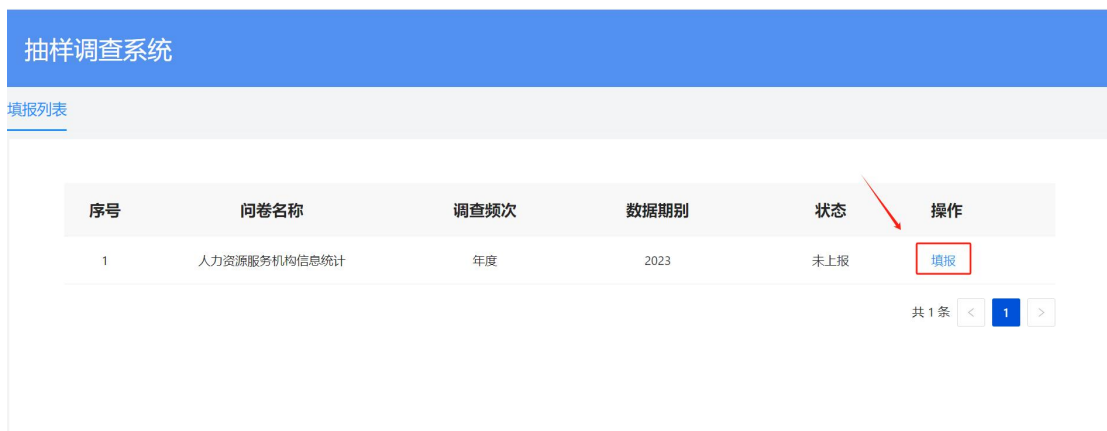 抽样调查系统
填报列表
序号 问卷名称 调查频次 数据期别 状态 操作
1 人力资源服务机构信息统计 年度 2023 未上报 填报
共 1 条 < 1 >